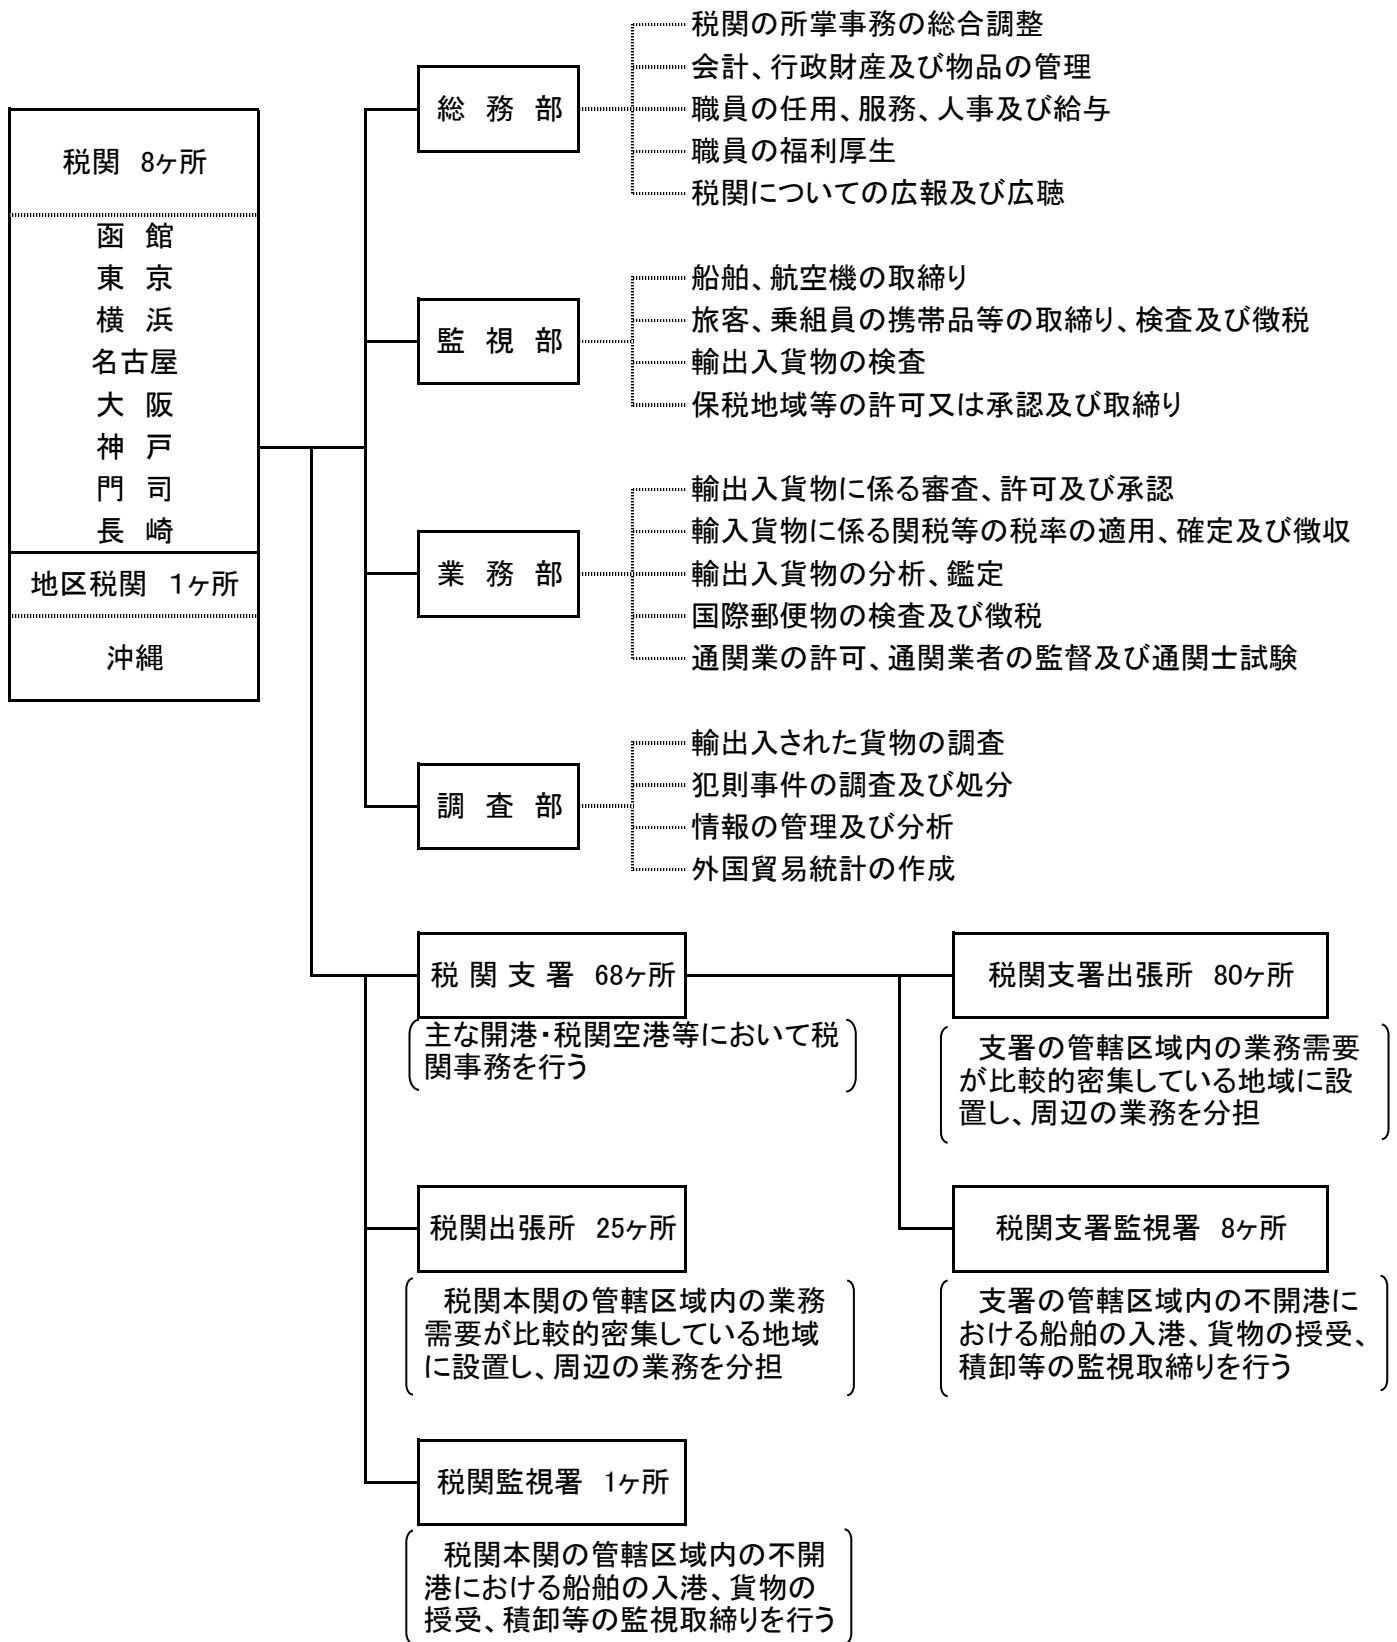 税関 8ヶ所
函 館
東 京
横 浜
名古屋
大 阪
神 戸
門 司
長 崎
地区税関 1ヶ所
沖縄
総 務 部
税関の所掌事務の総合調整
会計、行政財産及び物品の管理
職員の任用、服務、人事及び給与
職員の福利厚生
税関についての広報及び広聴
監 視 部
船舶、航空機の取締り
旅客、乗組員の携帯品等の取締り、検査及び徴税
輸出入貨物の検査
保税地域等の許可又は承認及び取締り
業 務 部
輸出入貨物に係る審査、許可及び承認
輸入貨物に係る関税等の税率の適用、確定及び徴収
輸出入貨物の分析、鑑定
国際郵便物の検査及び徴税
通関業の許可、通関業者の監督及び通関士試験
調 査 部
輸出入された貨物の調査
犯則事件の調査及び処分
情報の管理及び分析
外国貿易統計の作成
税 関 支 署 68ヶ所
主な開港・税関空港等において税
関事務を行う
税関支署出張所 80ヶ所
支署の管轄区域内の業務需要
が比較的密集している地域に設
置し、周辺の業務を分担
税関出張所 25ヶ所
税関本関の管轄区域内の業務
需要が比較的密集している地域
に設置し、周辺の業務を分担
税関支署監視署 8ヶ所
支署の管轄区域内の不開港に
おける船舶の入港、貨物の授受、
積卸等の監視取締りを行う
税関監視署 1ヶ所
税関本関の管轄区域内の不開
港における船舶の入港、貨物の
授受、積卸等の監視取締りを行う